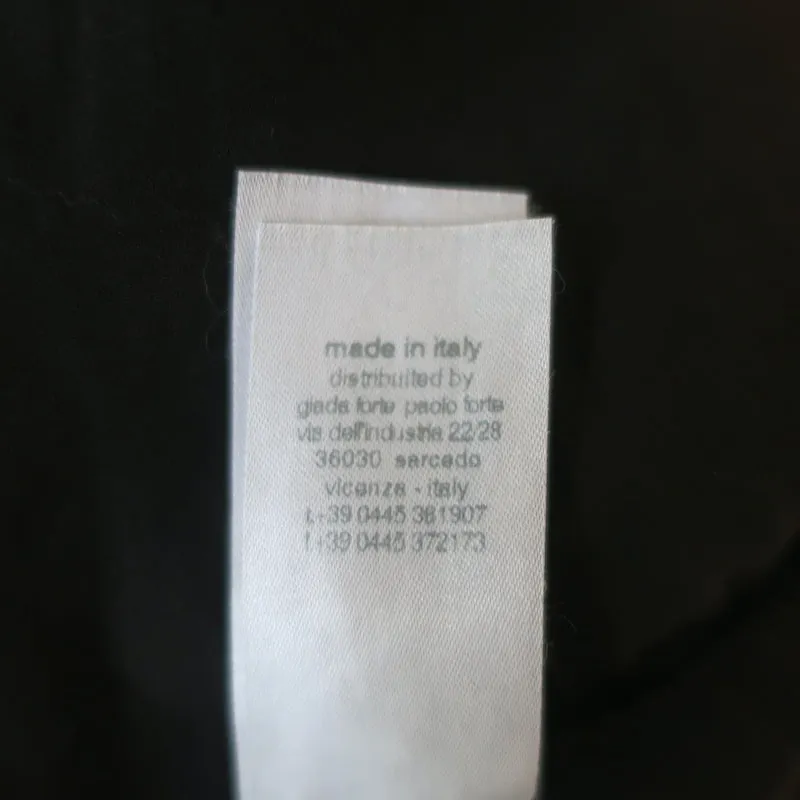 made in italy
distribuited by
giada forte paolo forte
via dell'industria 22/28
36030 sarcedo
vicenza - italy
t.+39 0445 381907
f.+39 0445 372173